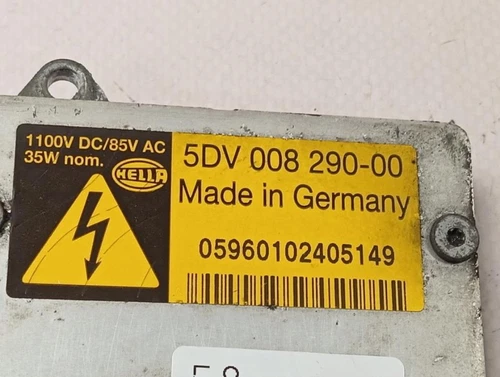 1100V DC/85V AC
35W nom.
HELLA
5DV 008 290-00
Made in Germany
05960102405149